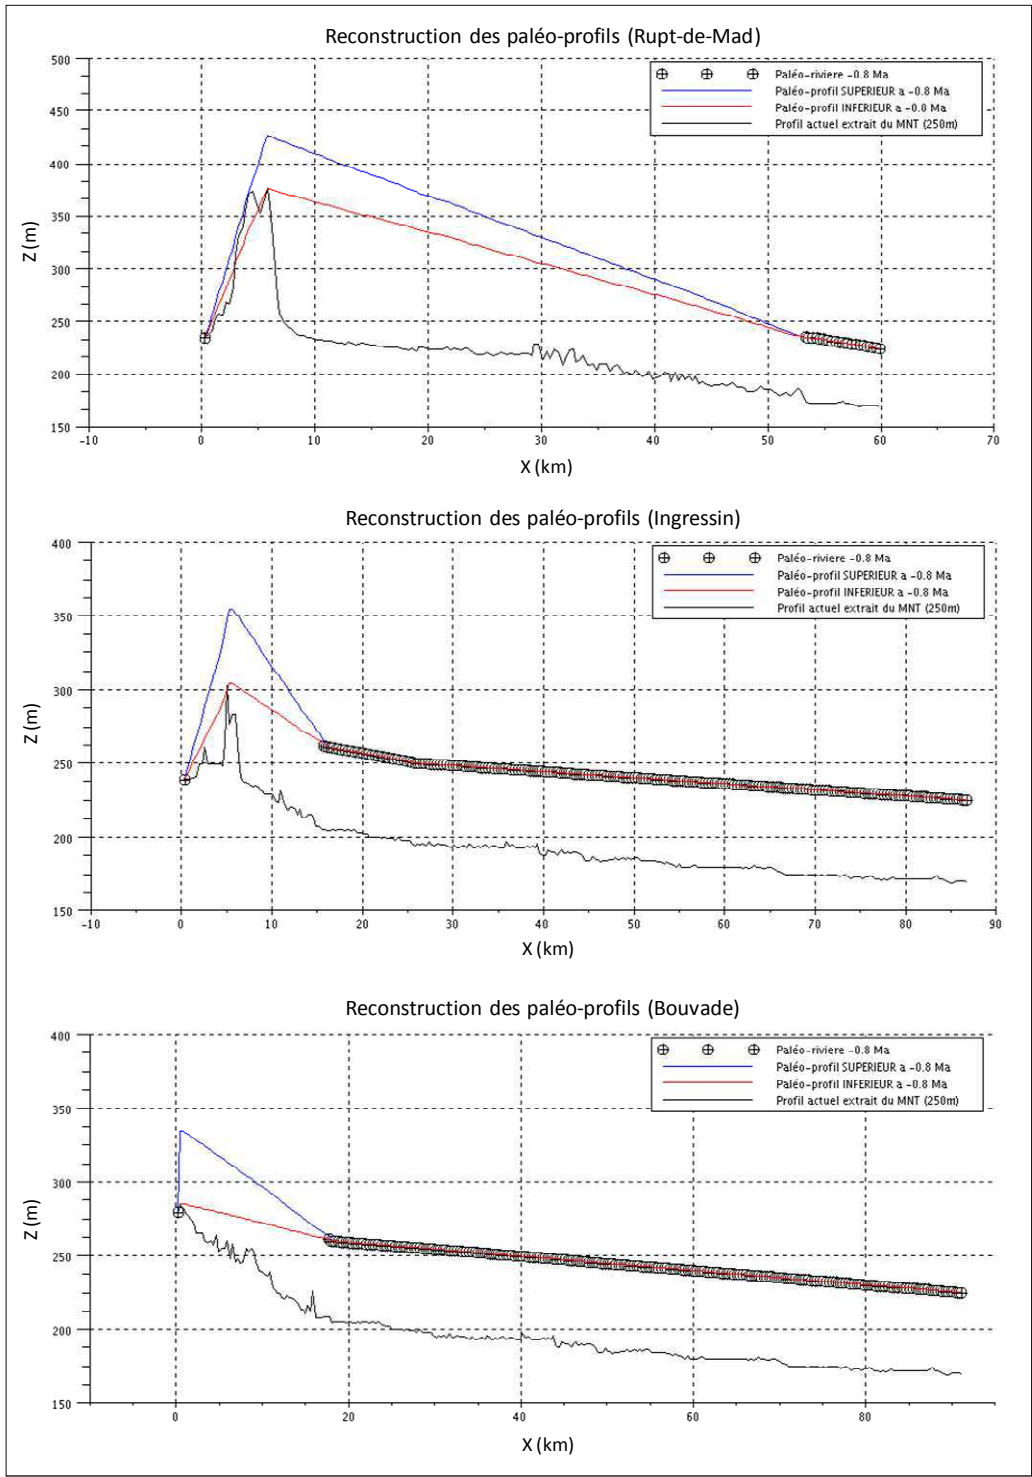 Reconstruction des paléo-profils (Rupt-de-Mad)
500
450
400
350
300
250
200
150
Z (m)
Paléo-riviere -0.8 Ma
Paléo-profil SUPERIEUR a -0.8 Ma
Paléo-profil INFERIEUR a -0.8 Ma
Profil actuel extrait du MNT (250m)
-10 0 10 20 30 40 50 60 70
X (km)
Reconstruction des paléo-profils (Ingressin)
400
350
300
250
200
150
Z (m)
Paléo-riviere -0.8 Ma
Paléo-profil SUPERIEUR a -0.8 Ma
Paléo-profil INFERIEUR a -0.8 Ma
Profil actuel extrait du MNT (250m)
-10 0 10 20 30 40 50 60 70 80 90
X (km)
Reconstruction des paléo-profils (Bouvade)
400
350
300
250
200
150
Z (m)
Paléo-riviere -0.8 Ma
Paléo-profil SUPERIEUR a -0.8 Ma
Paléo-profil INFERIEUR a -0.8 Ma
Profil actuel extrait du MNT (250m)
0 20 40 60 80
X (km)